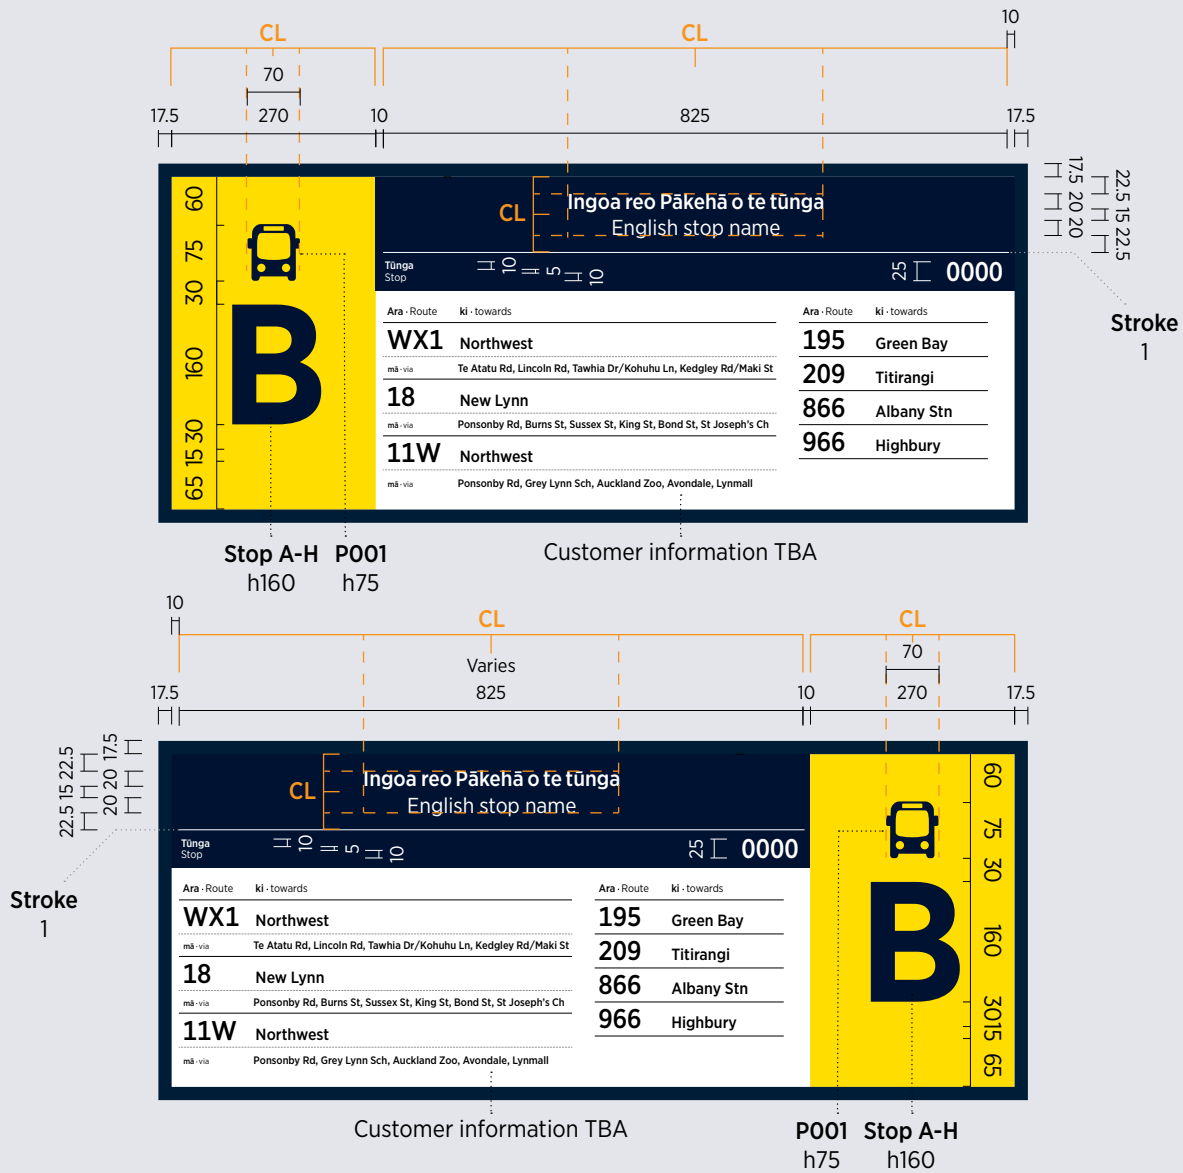 10
CL
CL
70
17.5
270
10
825
17.5
60
75
30
160
30
15
65
CL
Ingoa reo Pākehā o te tūnga
English stop name
Tūnga
Stop
10
5
10
25
0000
17.5
20 20
22.5 15 22.5
Stroke
1
Ara · Route
ki · towards
WX1
Northwest
mā · via
Te Atatu Rd, Lincoln Rd, Tawhia Dr/Kohuhu Ln, Kedgley Rd/Maki St
18
New Lynn
mā · via
Ponsonby Rd, Burns St, Sussex St, King St, Bond St, St Joseph's Ch
11W
Northwest
mā · via
Ponsonby Rd, Grey Lynn Sch, Auckland Zoo, Avondale, Lynmall
Ara · Route
ki · towards
195
Green Bay
209
Titirangi
866
Albany Stn
966
Highbury
B
Stop A-H
h160
P001
h75
Customer information TBA
10
CL
CL
Varies
70
17.5
825
10
270
17.5
22.5 15 22.5
20 20
17.5
CL
Ingoa reo Pākehā o te tūnga
English stop name
Tūnga
Stop
10
5
10
25
0000
Stroke
1
Ara · Route
ki · towards
WX1
Northwest
mā · via
Te Atatu Rd, Lincoln Rd, Tawhia Dr/Kohuhu Ln, Kedgley Rd/Maki St
18
New Lynn
mā · via
Ponsonby Rd, Burns St, Sussex St, King St, Bond St, St Joseph's Ch
11W
Northwest
mā · via
Ponsonby Rd, Grey Lynn Sch, Auckland Zoo, Avondale, Lynmall
Ara · Route
ki · towards
195
Green Bay
209
Titirangi
866
Albany Stn
966
Highbury
B
60
75
30
160
30
15
65
Customer information TBA
P001
h75
Stop A-H
h160